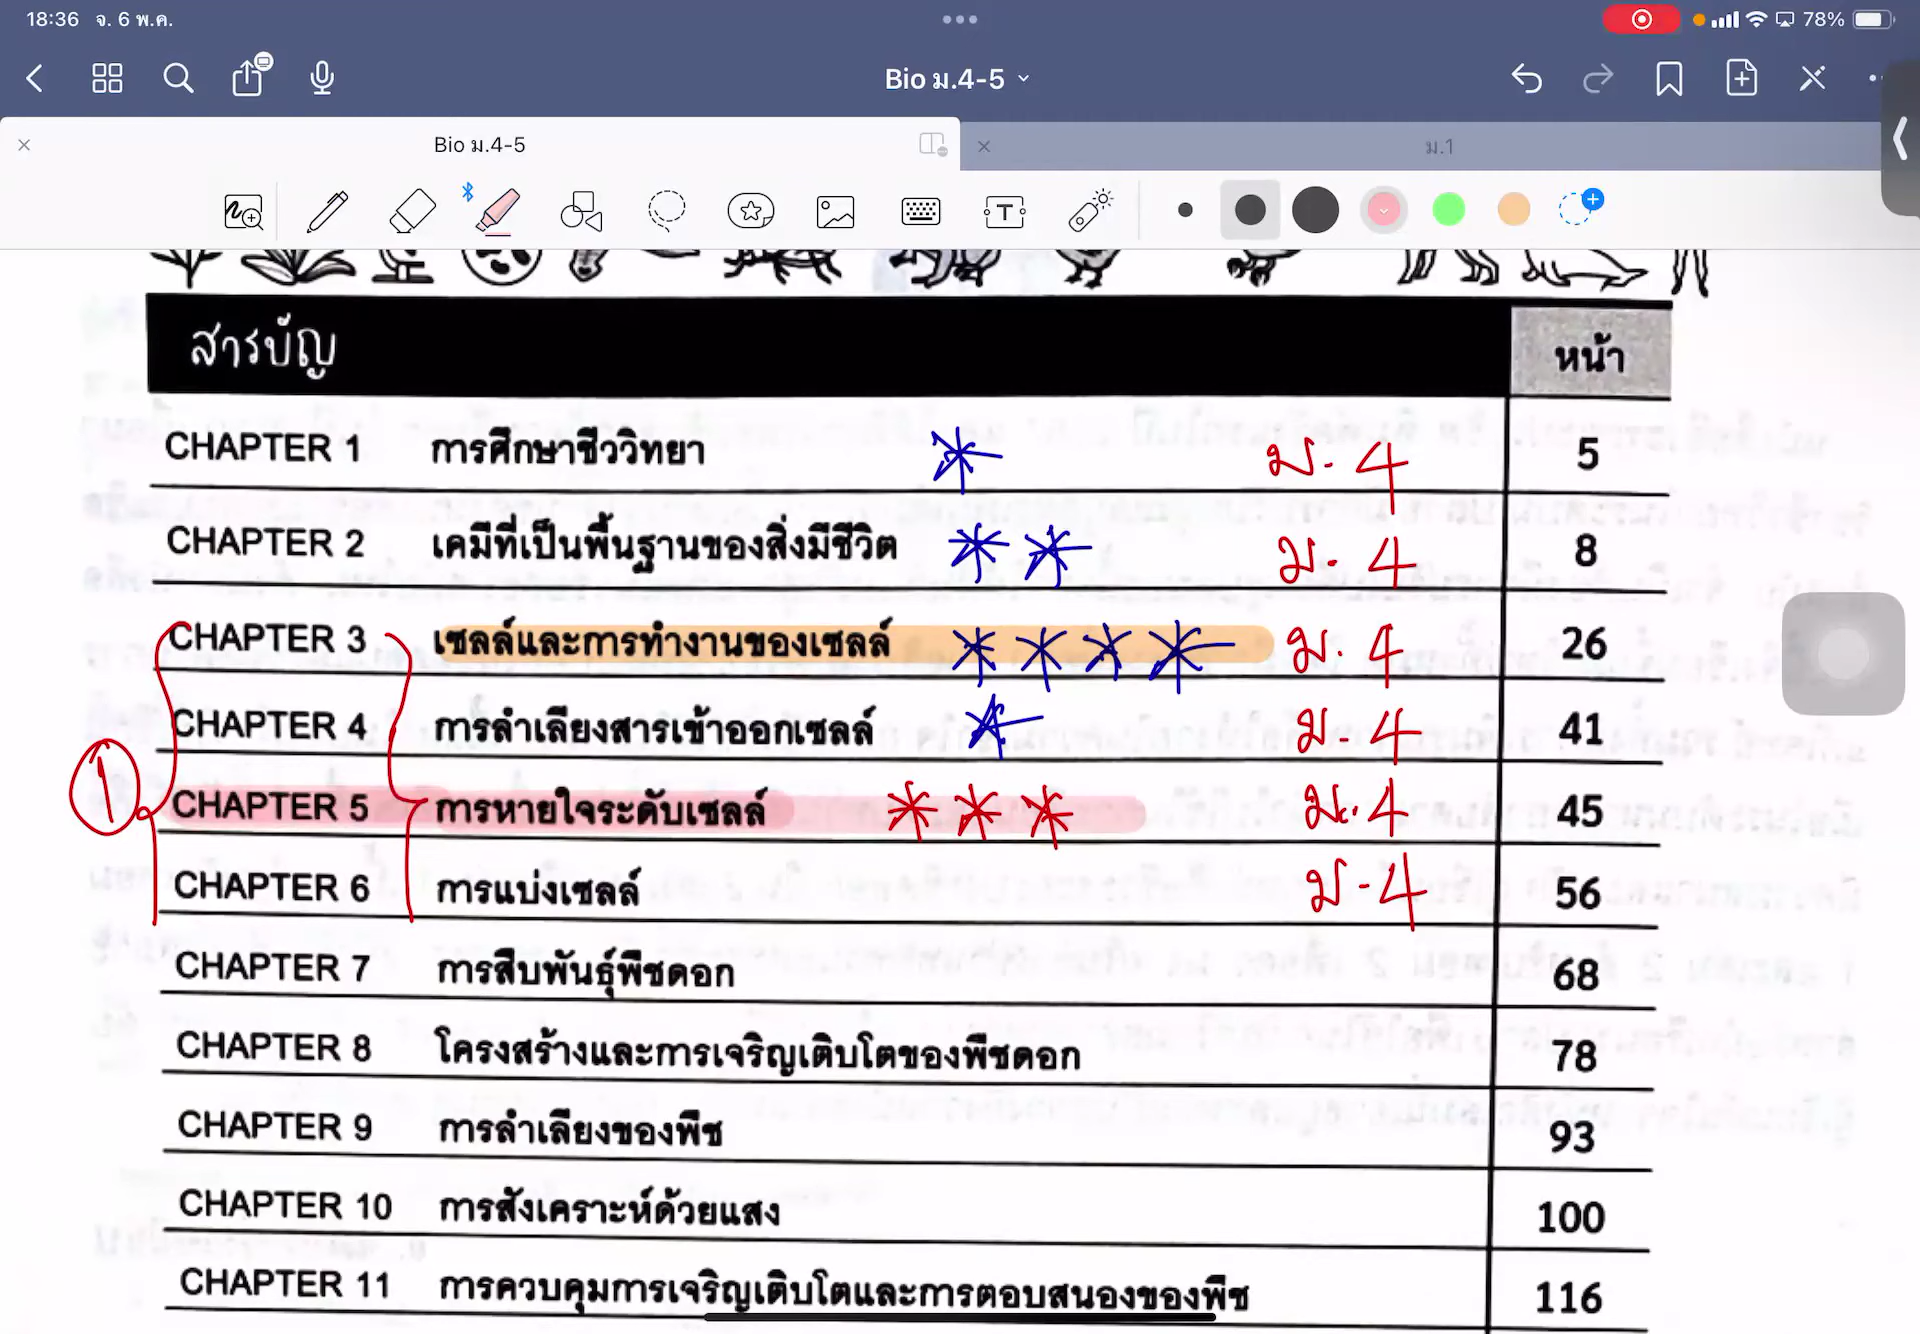 18:36 จ. 6 พ.ค. 78%
Bio ม.4-5
Bio ม.4-5 ม.1
สารบัญ หน้า
CHAPTER 1 การศึกษาชีววิทยา ม.4 5
CHAPTER 2 เคมีที่เป็นพื้นฐานของสิ่งมีชีวิต ม.4 8
CHAPTER 3 เซลล์และการทำงานของเซลล์ ม.4 26
CHAPTER 4 การลำเลียงสารเข้าออกเซลล์ ม.4 41
① CHAPTER 5 การหายใจระดับเซลล์ ม.4 45
CHAPTER 6 การแบ่งเซลล์ ม.4 56
CHAPTER 7 การสืบพันธุ์พืชดอก 68
CHAPTER 8 โครงสร้างและการเจริญเติบโตของพืชดอก 78
CHAPTER 9 การลำเลียงของพืช 93
CHAPTER 10 การสังเคราะห์ด้วยแสง 100
CHAPTER 11 การควบคุมการเจริญเติบโตและการตอบสนองของพืช 116